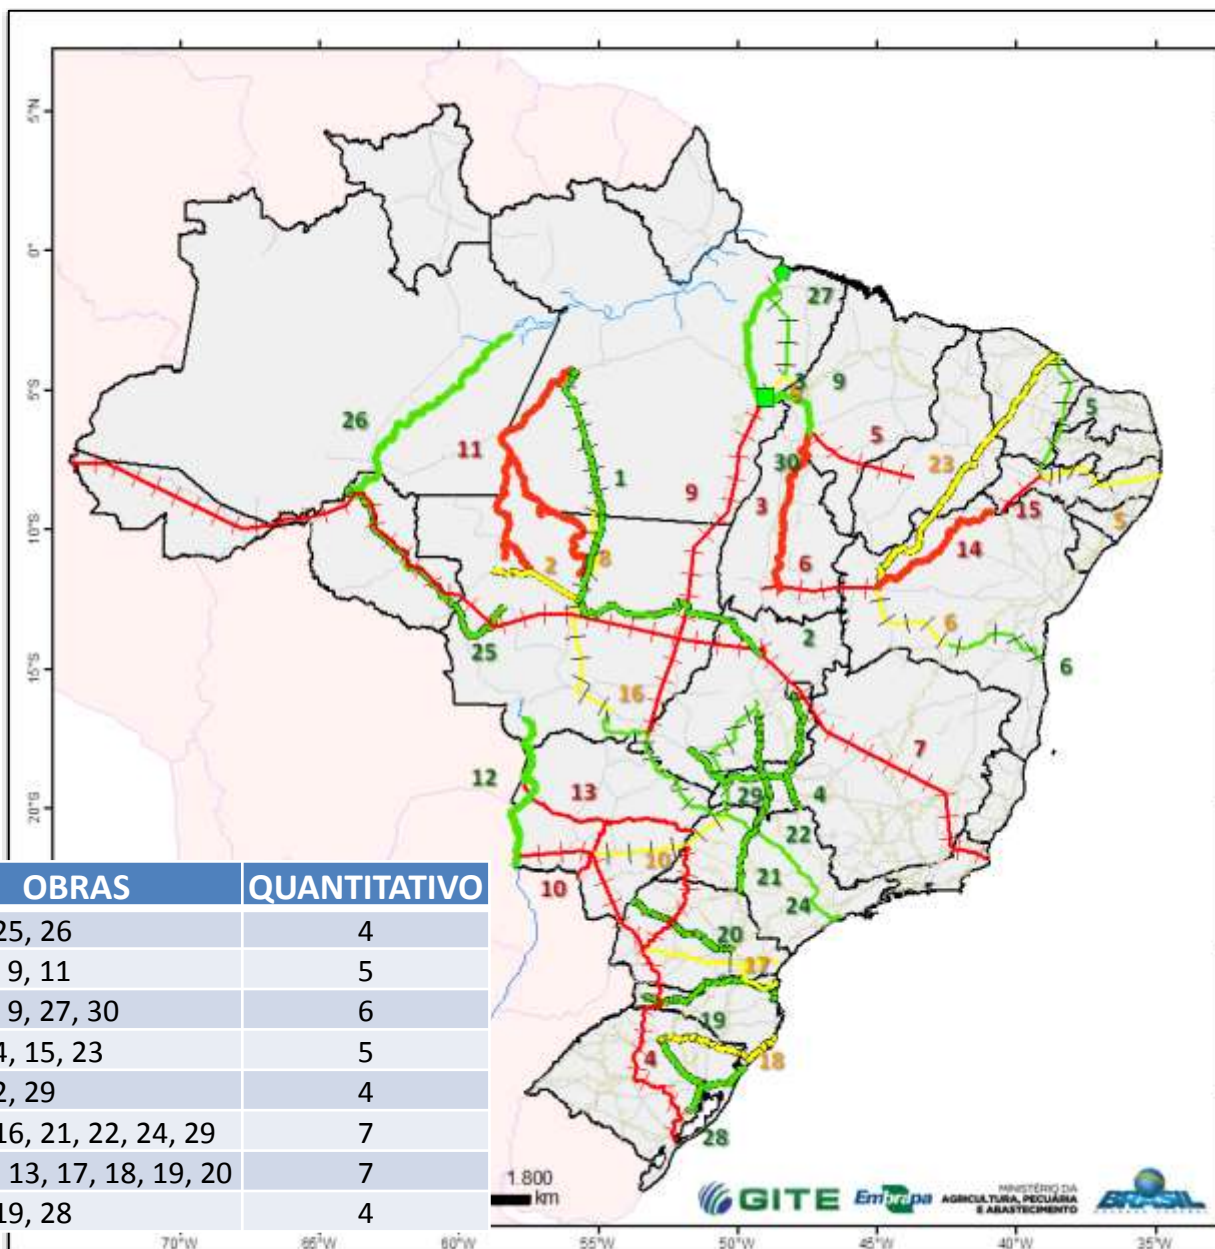 5°N
0°
5°S
10°S
15°S
20°S
27
3
9
5
26
11
1
9
30
3
5
23
15
5
14
2
8
6
6
25
2
6
16
7
12
13
29
4
22
10
10
21
24
20
17
19
4
18
28
OBRAS QUANTITATIVO
25, 26 4
9, 11 5
9, 27, 30 6
4, 15, 23 5
2, 29 4
16, 21, 22, 24, 29 7
13, 17, 18, 19, 20 7
19, 28 4
1.800
km
GITE Embrapa MINISTÉRIO DA AGRICULTURA, PECUÁRIA E ABASTECIMENTO BRASIL
70°W 65°W 60°W 55°W 50°W 45°W 40°W 35°W